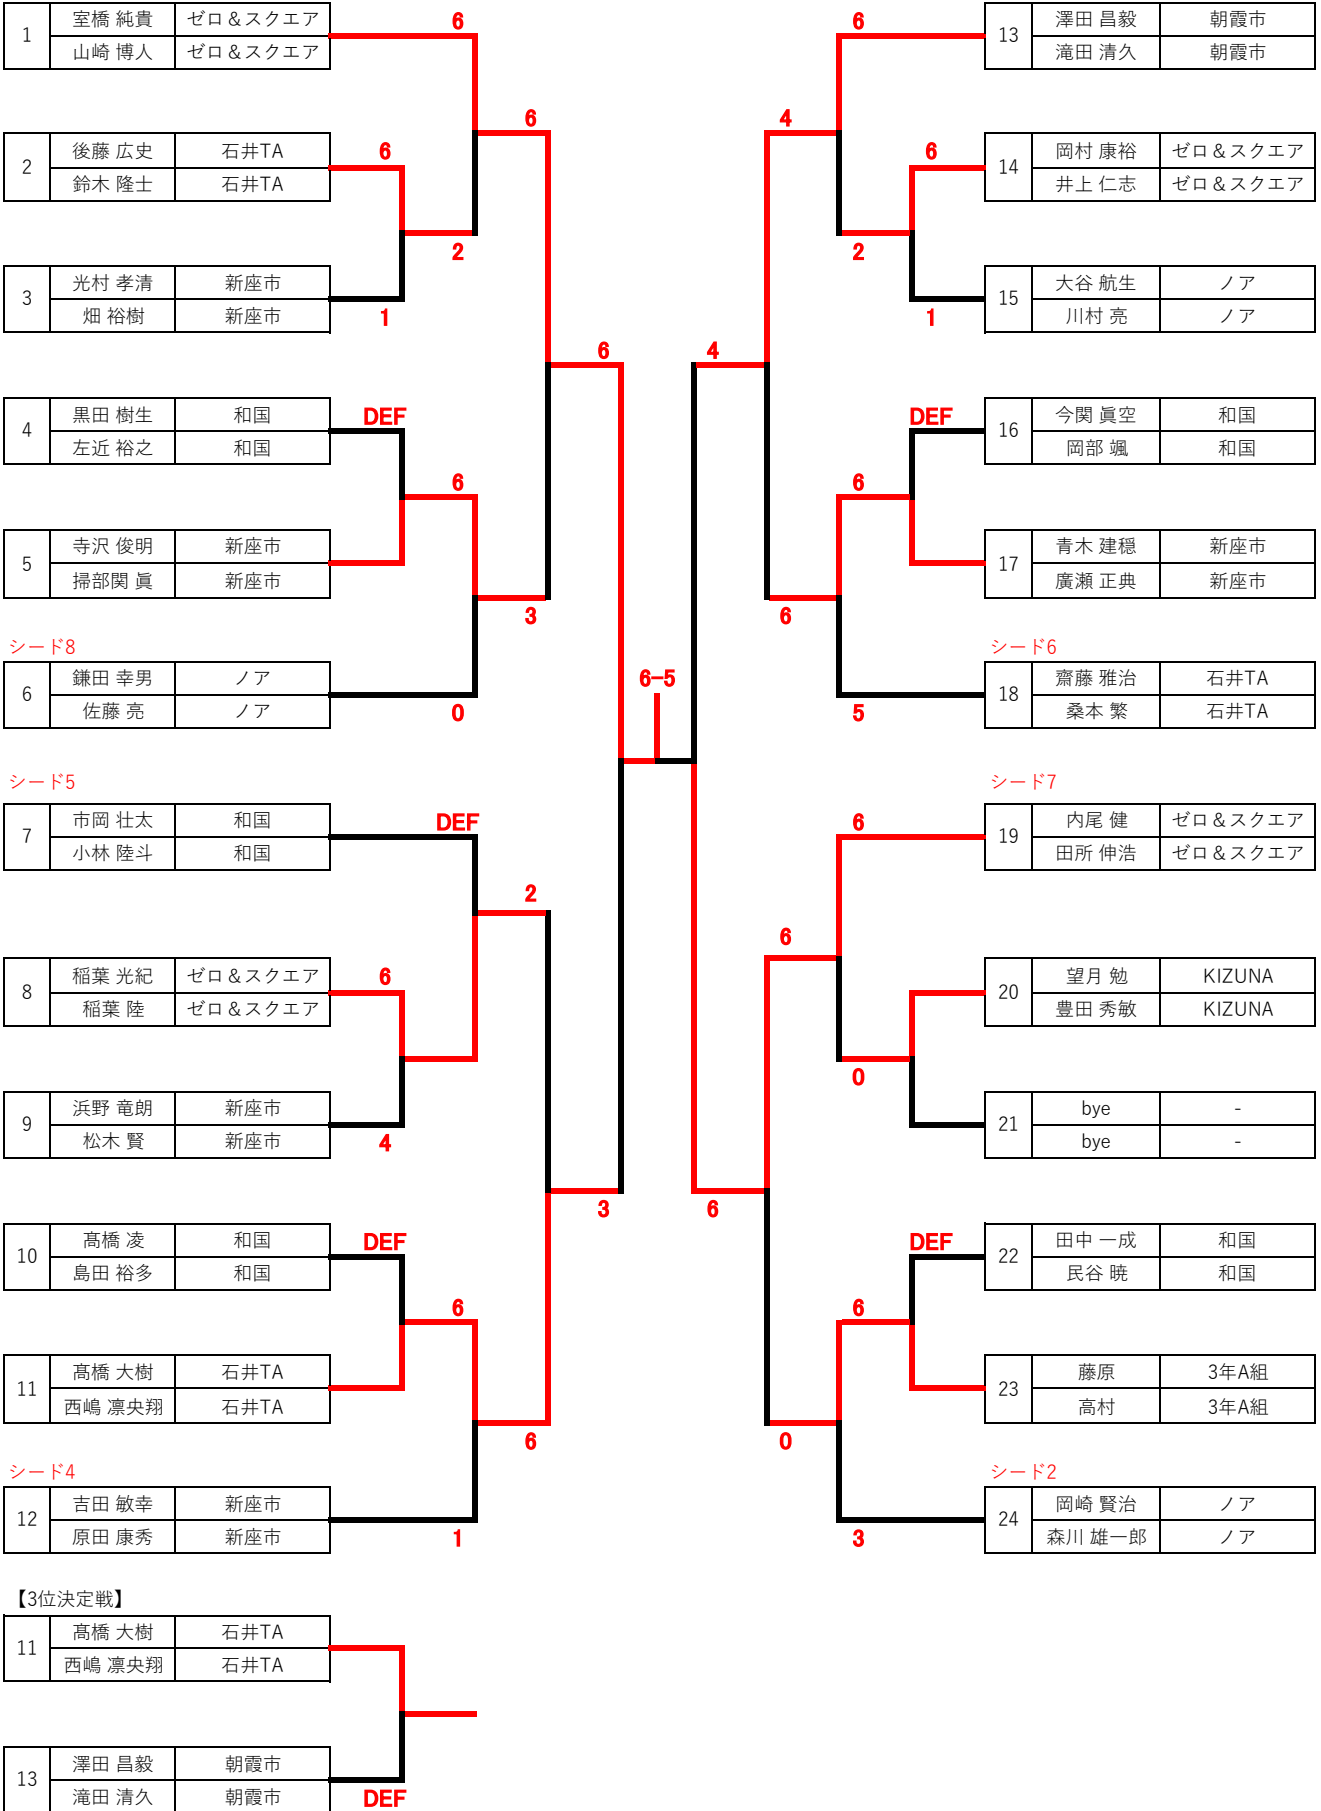 1 室橋 純貴 ゼロ＆スクエア
山崎 博人 ゼロ＆スクエア
6
2 後藤 広史 石井TA
鈴木 隆士 石井TA
6
6
2
3 光村 孝清 新座市
畑 裕樹 新座市
1
6
4 黒田 樹生 和国
左近 裕之 和国
DEF
6
5 寺沢 俊明 新座市
掃部関 眞 新座市
3
シード8
6 鎌田 幸男 ノア
佐藤 亮 ノア
0
6-5
シード5
7 市岡 壮太 和国
小林 陸斗 和国
DEF
2
8 稲葉 光紀 ゼロ＆スクエア
稲葉 陸 ゼロ＆スクエア
6
9 浜野 竜朗 新座市
松木 賢 新座市
4
3
10 髙橋 凌 和国
島田 裕多 和国
DEF
6
11 髙橋 大樹 石井TA
西嶋 凛央翔 石井TA
6
シード4
12 吉田 敏幸 新座市
原田 康秀 新座市
1
13 澤田 昌毅 朝霞市
滝田 清久 朝霞市
6
4
14 岡村 康裕 ゼロ＆スクエア
井上 仁志 ゼロ＆スクエア
6
2
15 大谷 航生 ノア
川村 亮 ノア
1
4
16 今関 眞空 和国
岡部 颯 和国
DEF
6
17 青木 建穏 新座市
廣瀬 正典 新座市
6
シード6
18 齋藤 雅治 石井TA
桑本 繁 石井TA
5
シード7
19 内尾 健 ゼロ＆スクエア
田所 伸浩 ゼロ＆スクエア
6
6
20 望月 勉 KIZUNA
豊田 秀敏 KIZUNA
0
21 bye -
bye -
6
22 田中 一成 和国
民谷 暁 和国
DEF
6
23 藤原 3年A組
高村 3年A組
0
シード2
24 岡崎 賢治 ノア
森川 雄一郎 ノア
3
【3位決定戦】
11 髙橋 大樹 石井TA
西嶋 凛央翔 石井TA
13 澤田 昌毅 朝霞市
滝田 清久 朝霞市
DEF